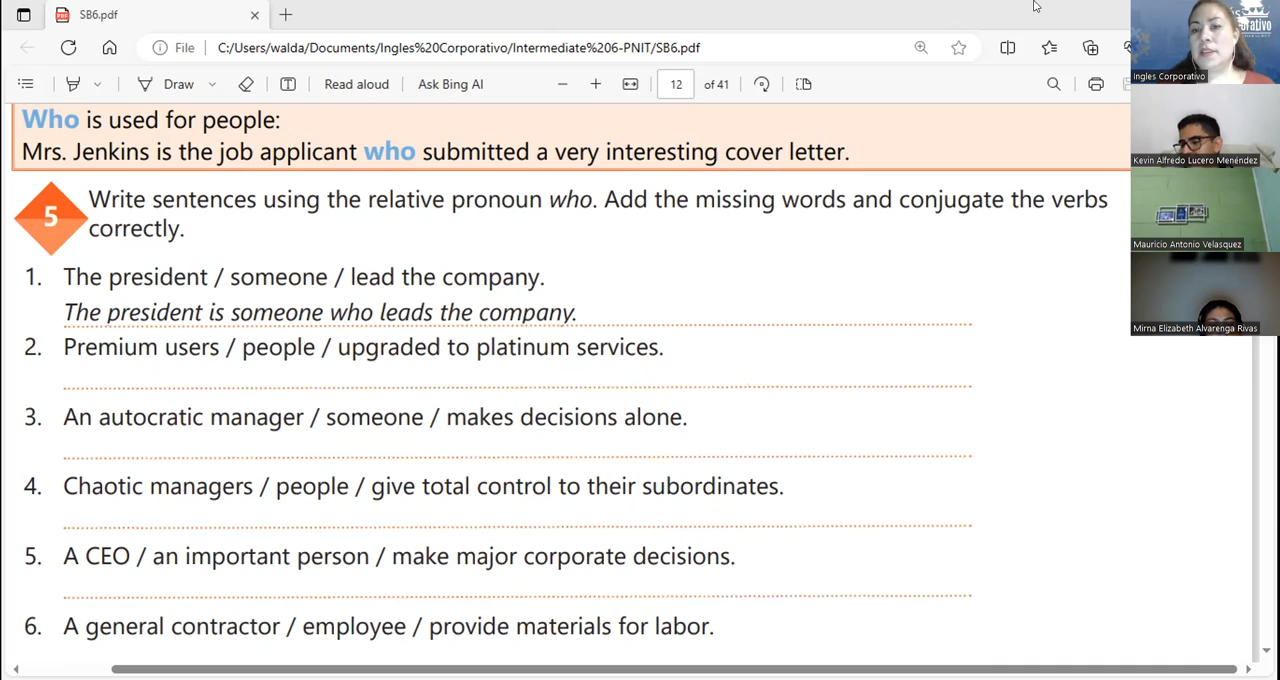 SB6.pdf
File
C:/Users/walda/Documents/Ingles%20Corporativo/Intermediate%206-PNIT/SB6.pdf
Draw
Read aloud
Ask Bing AI
12
of 41
Who is used for people:
Mrs. Jenkins is the job applicant who submitted a very interesting cover letter.
5
Write sentences using the relative pronoun who. Add the missing words and conjugate the verbs
correctly.
1. The president / someone / lead the company.
The president is someone who leads the company.
2. Premium users / people / upgraded to platinum services.
3. An autocratic manager / someone / makes decisions alone.
4. Chaotic managers / people / give total control to their subordinates.
5. A CEO / an important person / make major corporate decisions.
6. A general contractor / employee / provide materials for labor.
Ingles Corporativo
Kevin Alfredo Lucero Menéndez
Mauricio Antonio Velasquez
Mirna Elizabeth Alvarenga Rivas